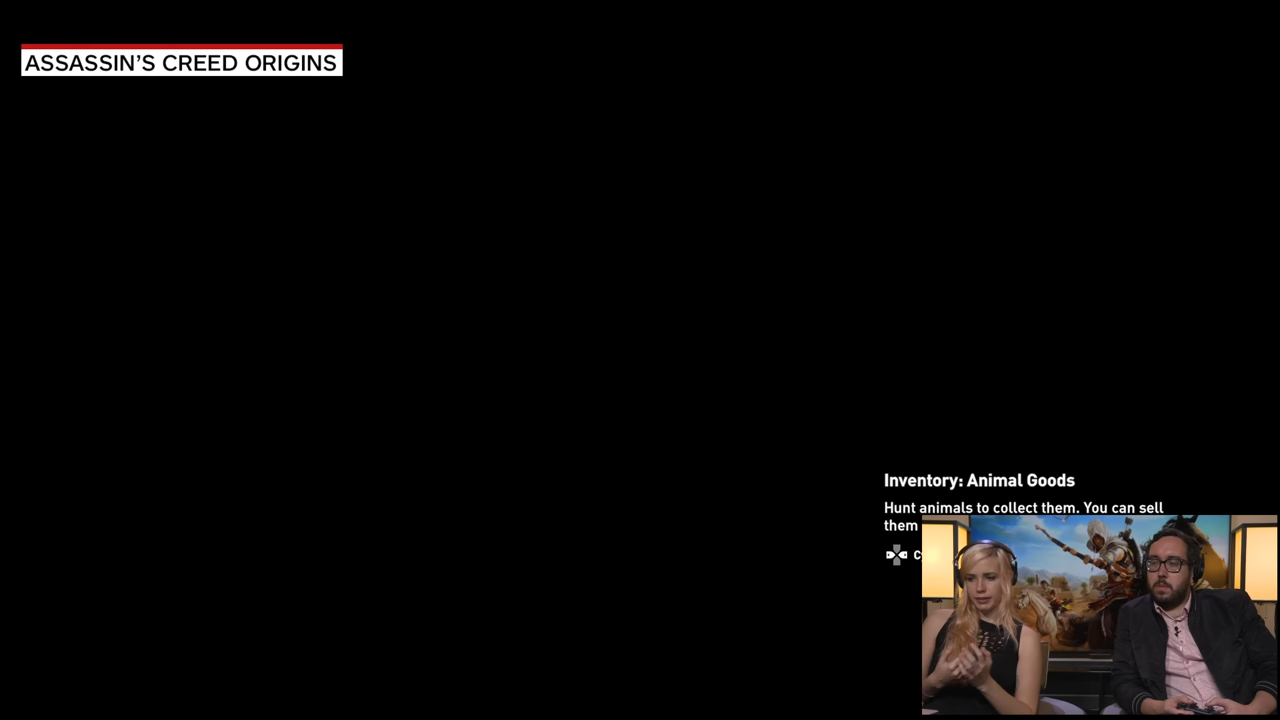 ASSASSIN'S CREED ORIGINS
Inventory: Animal Goods
Hunt animals to collect them. You can sell
them